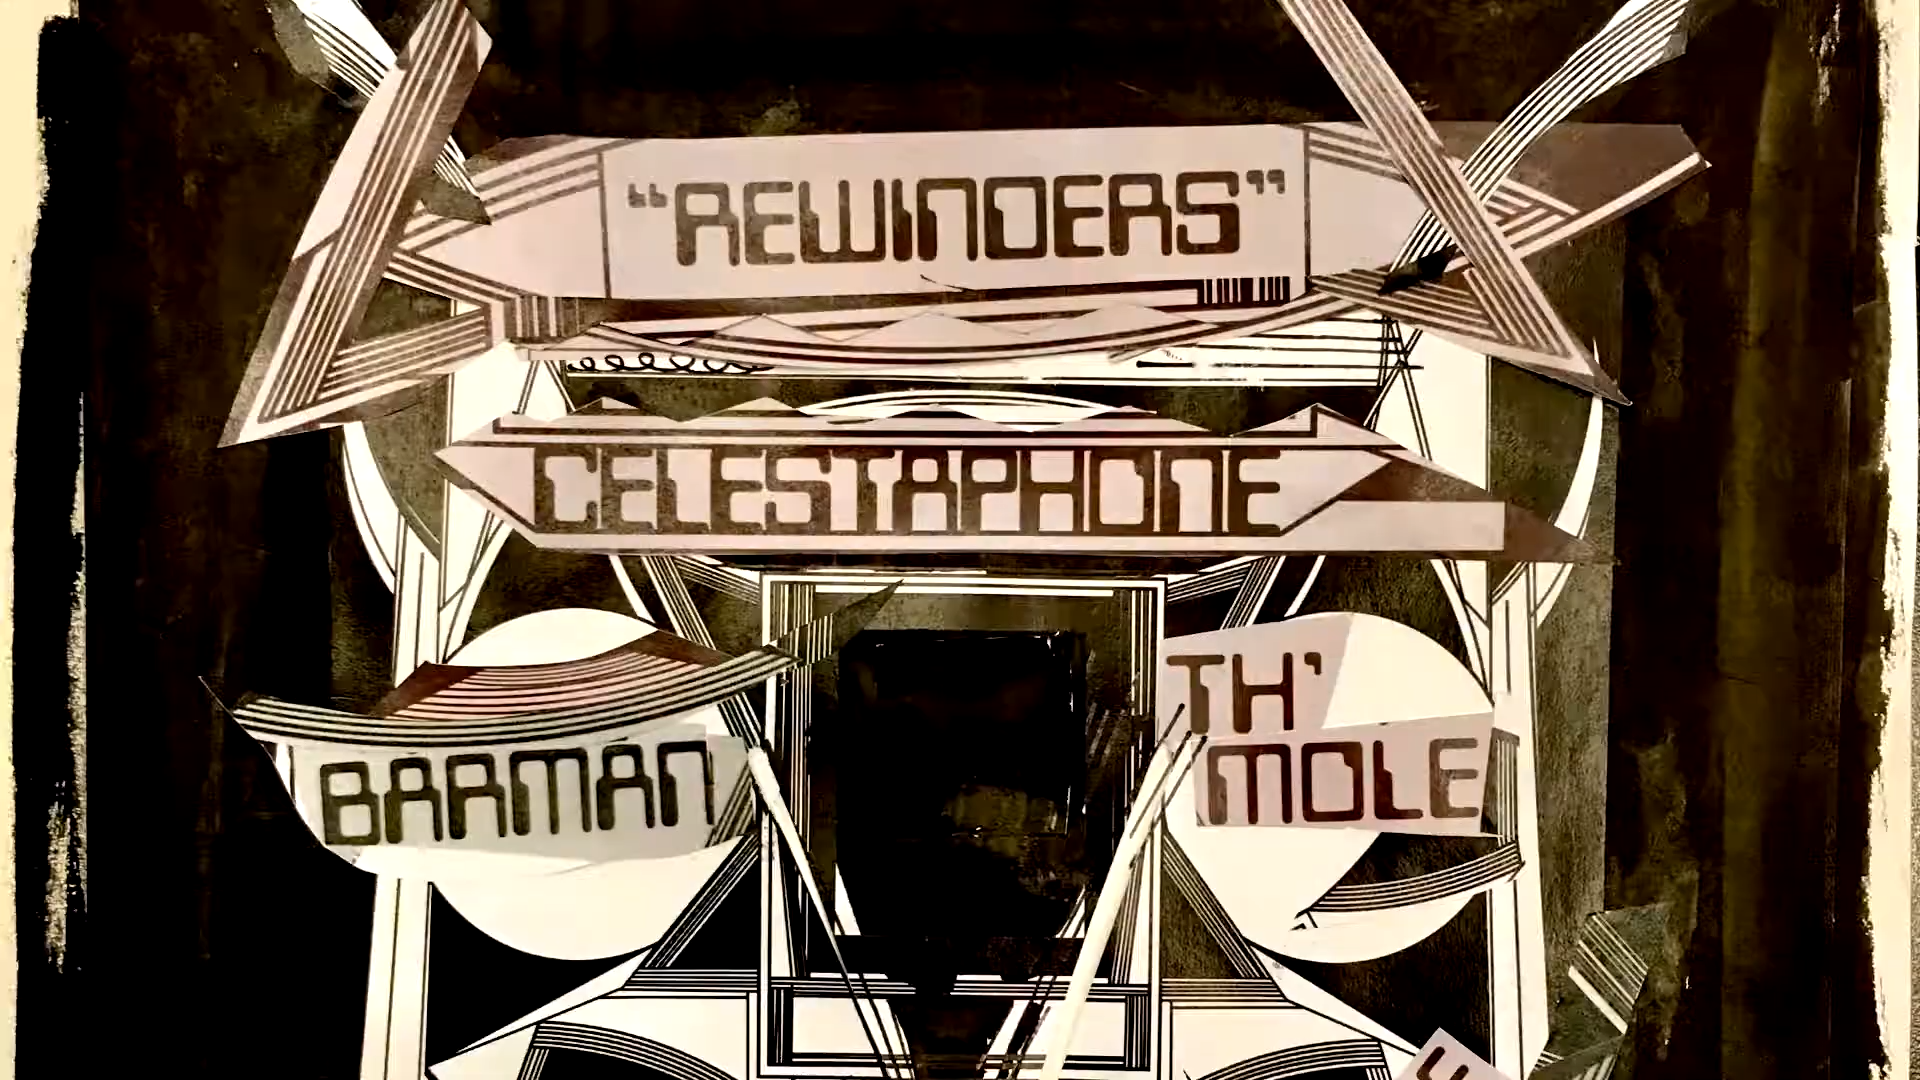 “REWINDERS”
CELESTAPHONE
BARMAN
TH’
MOLE